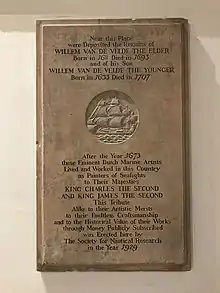 Near this Place
were Deposited the Remains of
WILLEM VAN DE VELDE THE ELDER
Born in 1611 Died in 1693
and of his Son
WILLEM VAN DE VELDE THE YOUNGER
Born in 1633 Died in 1707
After the Year 1673
these Eminent Dutch Marine Artists
Lived and Worked in this Country
as Painters of Seafights
to Their Majesties
KING CHARLES THE SECOND
AND KING JAMES THE SECOND
This Tribute
Alike to their Artistic Merits
to their Endless Craftsmanship
and to the Historical Value of their Works
through Money Publicly Subscribed
was Erected here by
The Society for Nautical Research
in the Year 1929